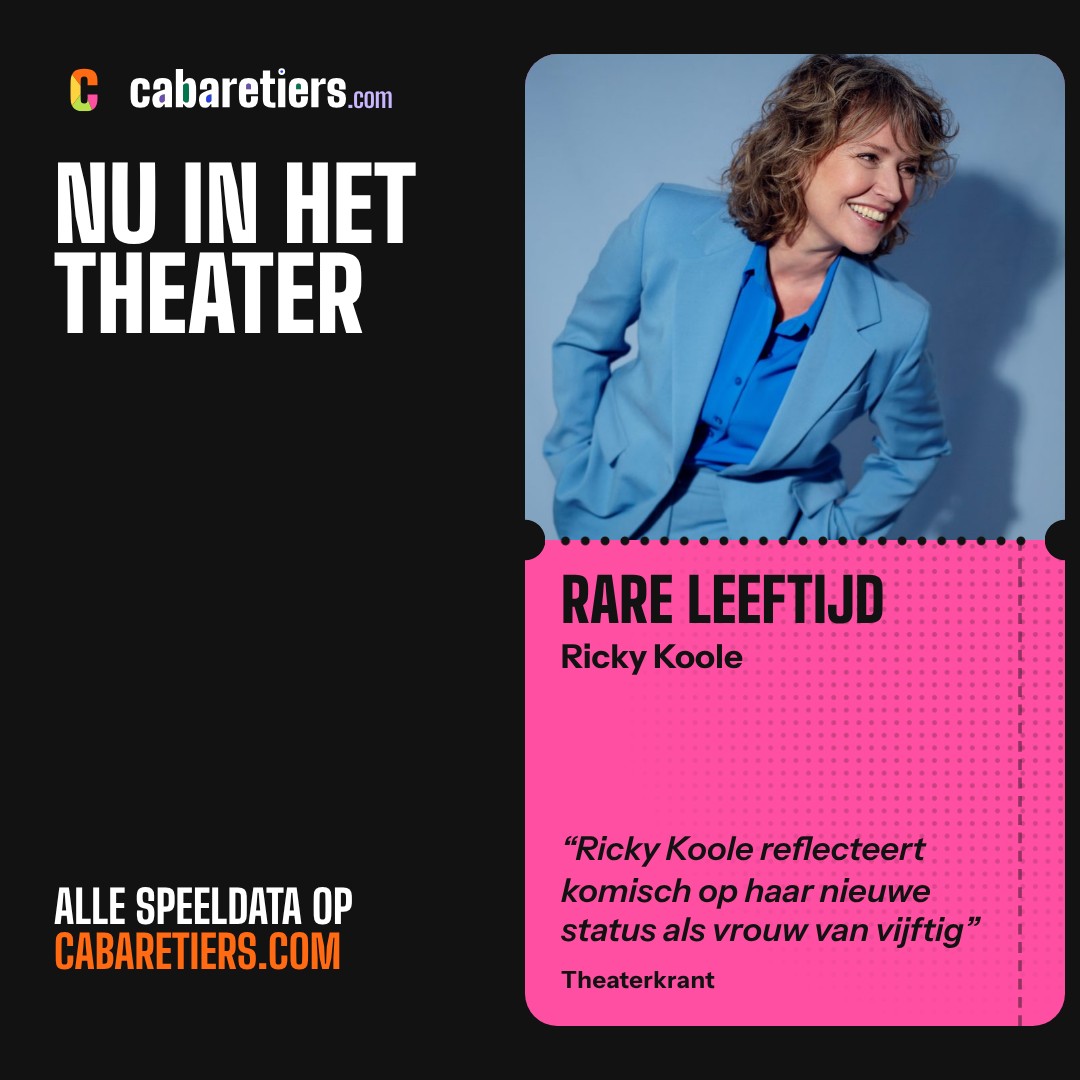 cabaretiers.com
NU IN HET
THEATER
RARE LEEFTIJD
Ricky Koole
“Ricky Koole reflecteert
komisch op haar nieuwe
status als vrouw van vijftig”
Theaterkrant
ALLE SPEELDATA OP
CABARETIERS.COM